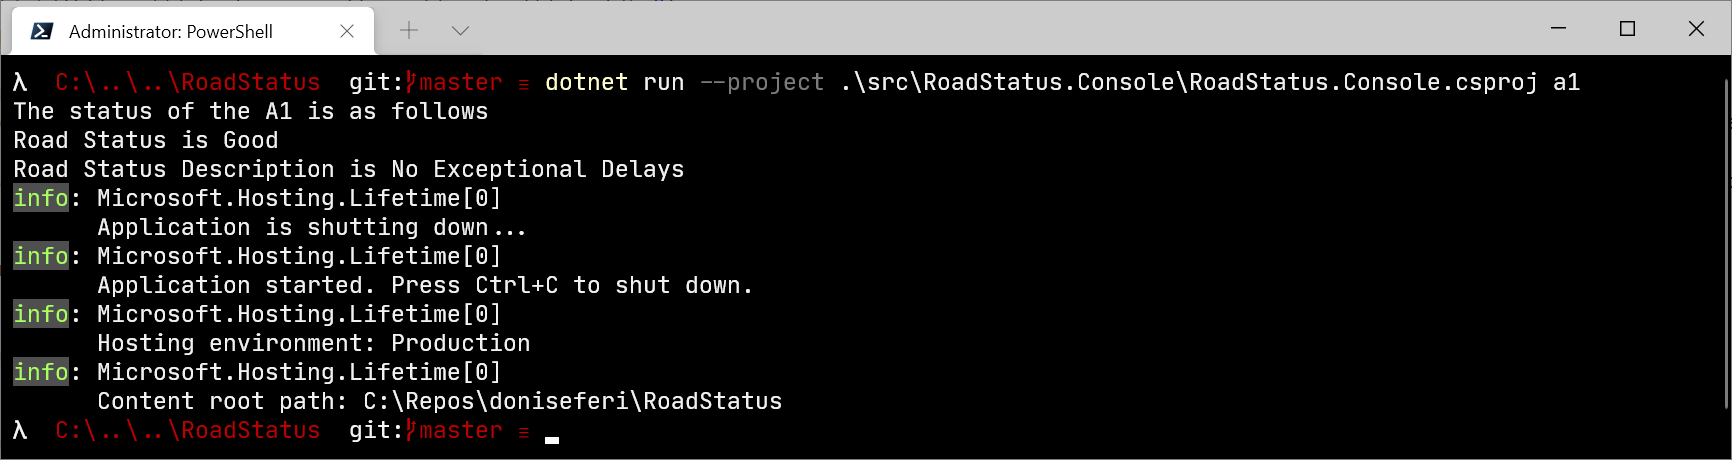 Administrator: PowerShell
λ C:\..\..\RoadStatus git:master ≡ dotnet run --project .\src\RoadStatus.Console\RoadStatus.Console.csproj a1
The status of the A1 is as follows
Road Status is Good
Road Status Description is No Exceptional Delays
info: Microsoft.Hosting.Lifetime[0]
Application is shutting down...
info: Microsoft.Hosting.Lifetime[0]
Application started. Press Ctrl+C to shut down.
info: Microsoft.Hosting.Lifetime[0]
Hosting environment: Production
info: Microsoft.Hosting.Lifetime[0]
Content root path: C:\Repos\doniseferi\RoadStatus
λ C:\..\..\RoadStatus git:master ≡